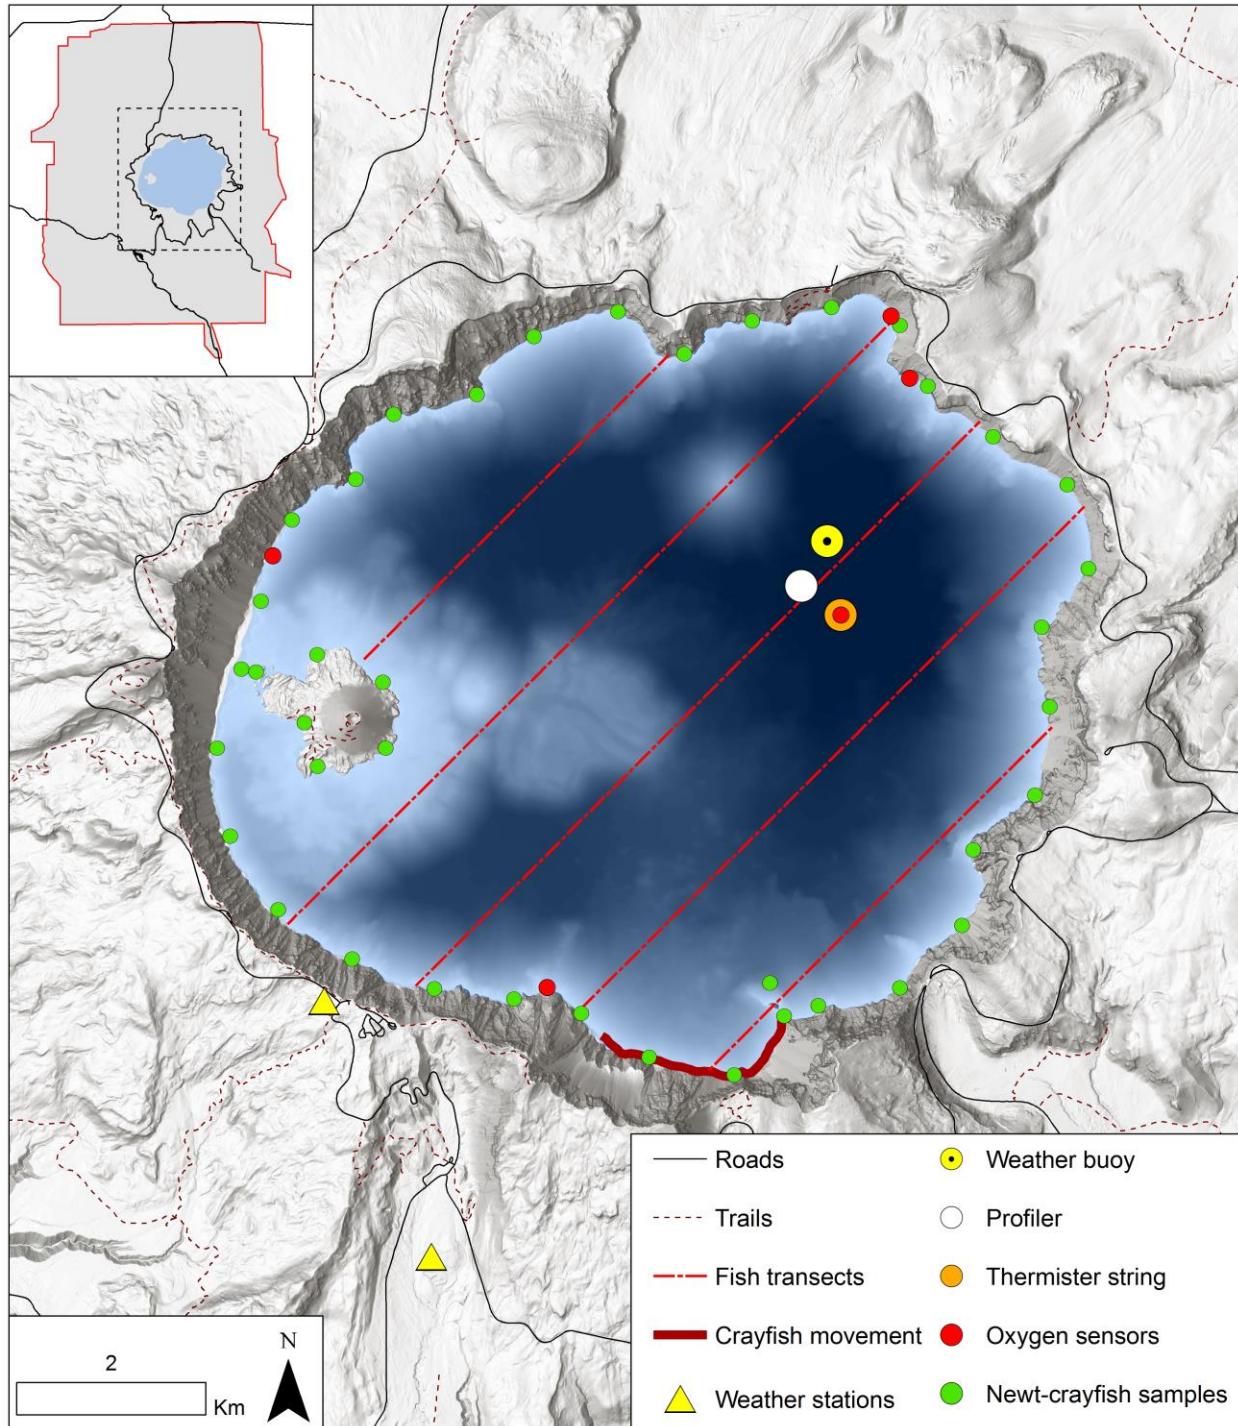 Roads
Weather buoy
Trails
Profiler
Fish transects
Thermister string
Crayfish movement
Oxygen sensors
Weather stations
Newt-crayfish samples
2
Km
N